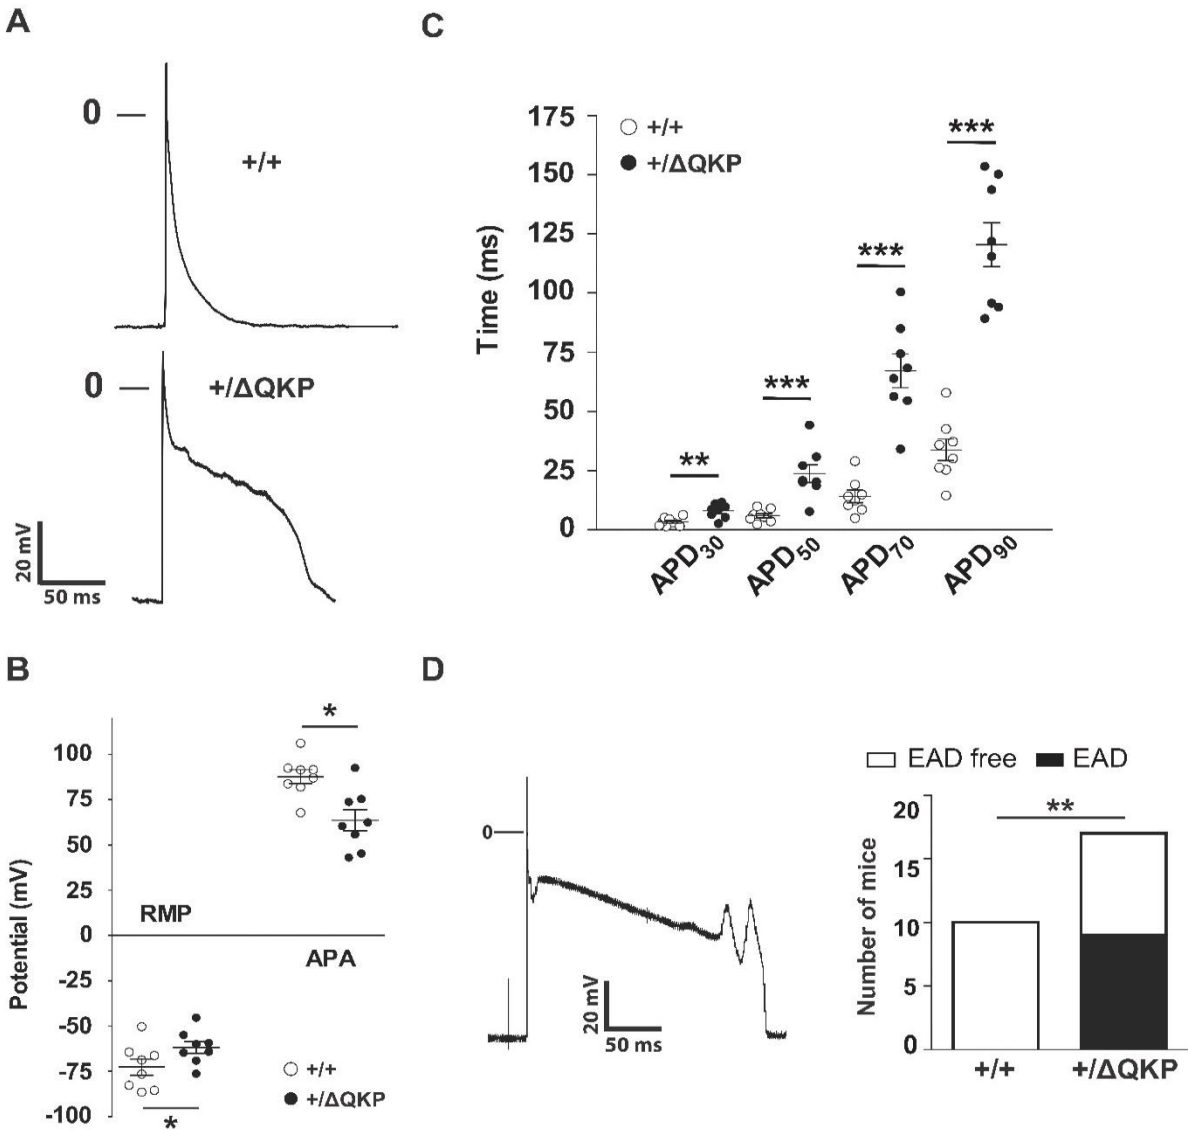 A
0
+/+
0
+/ΔQKP
20 mV
50 ms
C
Time (ms)
175
150
125
100
75
50
25
0
+/+
+/ΔQKP
**
***
***
***
APD30
APD50
APD70
APD90
B
Potential (mV)
100
75
50
25
0
-25
-50
-75
-100
RMP
APA
*
*
+/+
+/ΔQKP
D
0
20 mV
50 ms
EAD free
EAD
Number of mice
20
15
10
5
0
**
+/+
+/ΔQKP